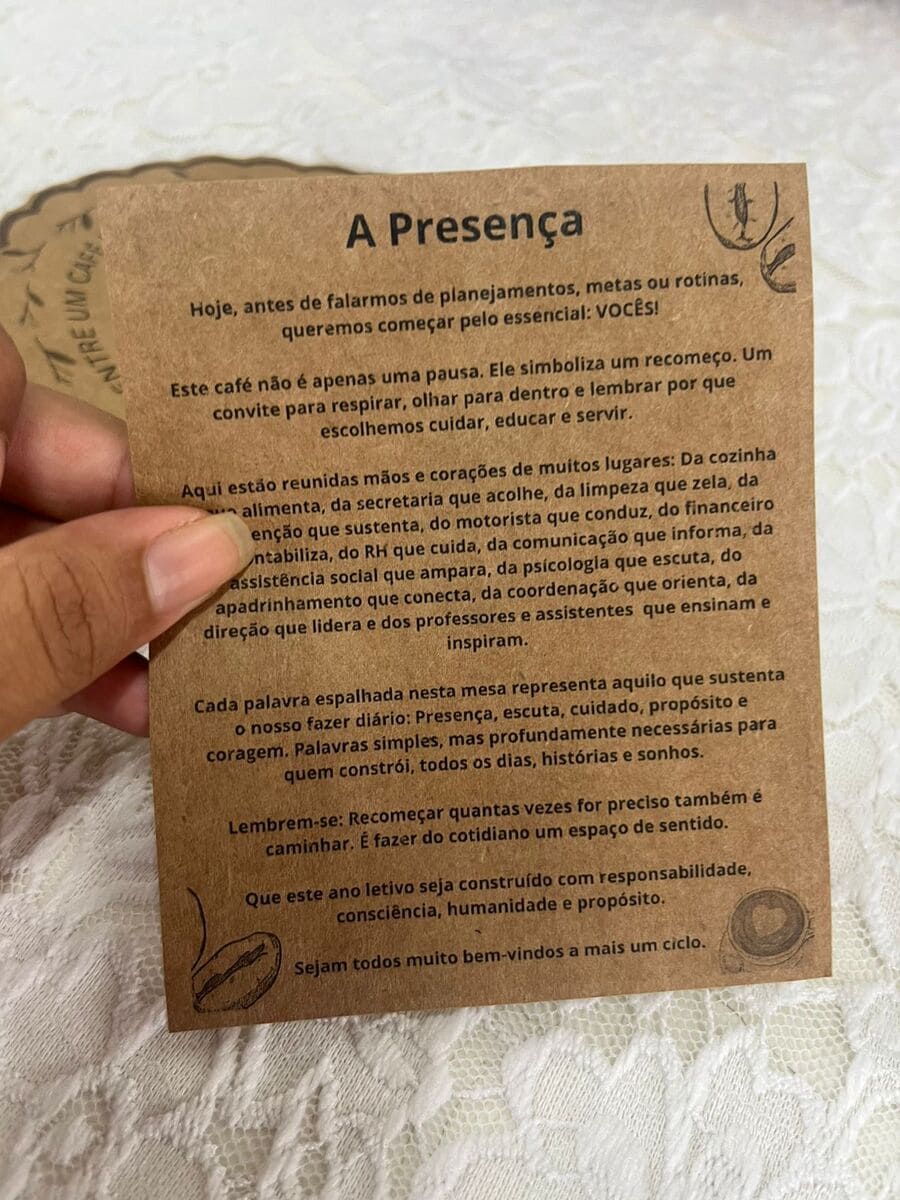 A Presença
Hoje, antes de falarmos de planejamentos, metas ou rotinas,
queremos começar pelo essencial: VOCÊS!
Este café não é apenas uma pausa. Ele simboliza um recomeço. Um
convite para respirar, olhar para dentro e lembrar por que
escolhemos cuidar, educar e servir.
Aqui estão reunidas mãos e corações de muitos lugares: Da cozinha
alimenta, da secretaria que acolhe, da limpeza que zela, da
que sustenta, do motorista que conduz, do financeiro
do RH que cuida, da comunicação que informa, da
assistência social que ampara, da psicologia que escuta, do
apadrinhamento que conecta, da coordenação que orienta, da
direção que lidera e dos professores e assistentes que ensinam e
inspiram.
Cada palavra espalhada nesta mesa representa aquilo que sustenta
o nosso fazer diário: Presença, escuta, cuidado, propósito e
coragem. Palavras simples, mas profundamente necessárias para
quem constrói, todos os dias, histórias e sonhos.
Lembrem-se: Recomeçar quantas vezes for preciso também é
caminhar. É fazer do cotidiano um espaço de sentido.
Que este ano letivo seja construído com responsabilidade,
consciência, humanidade e propósito.
Sejam todos muito bem-vindos a mais um ciclo.
ENTRE UM CAFÉ